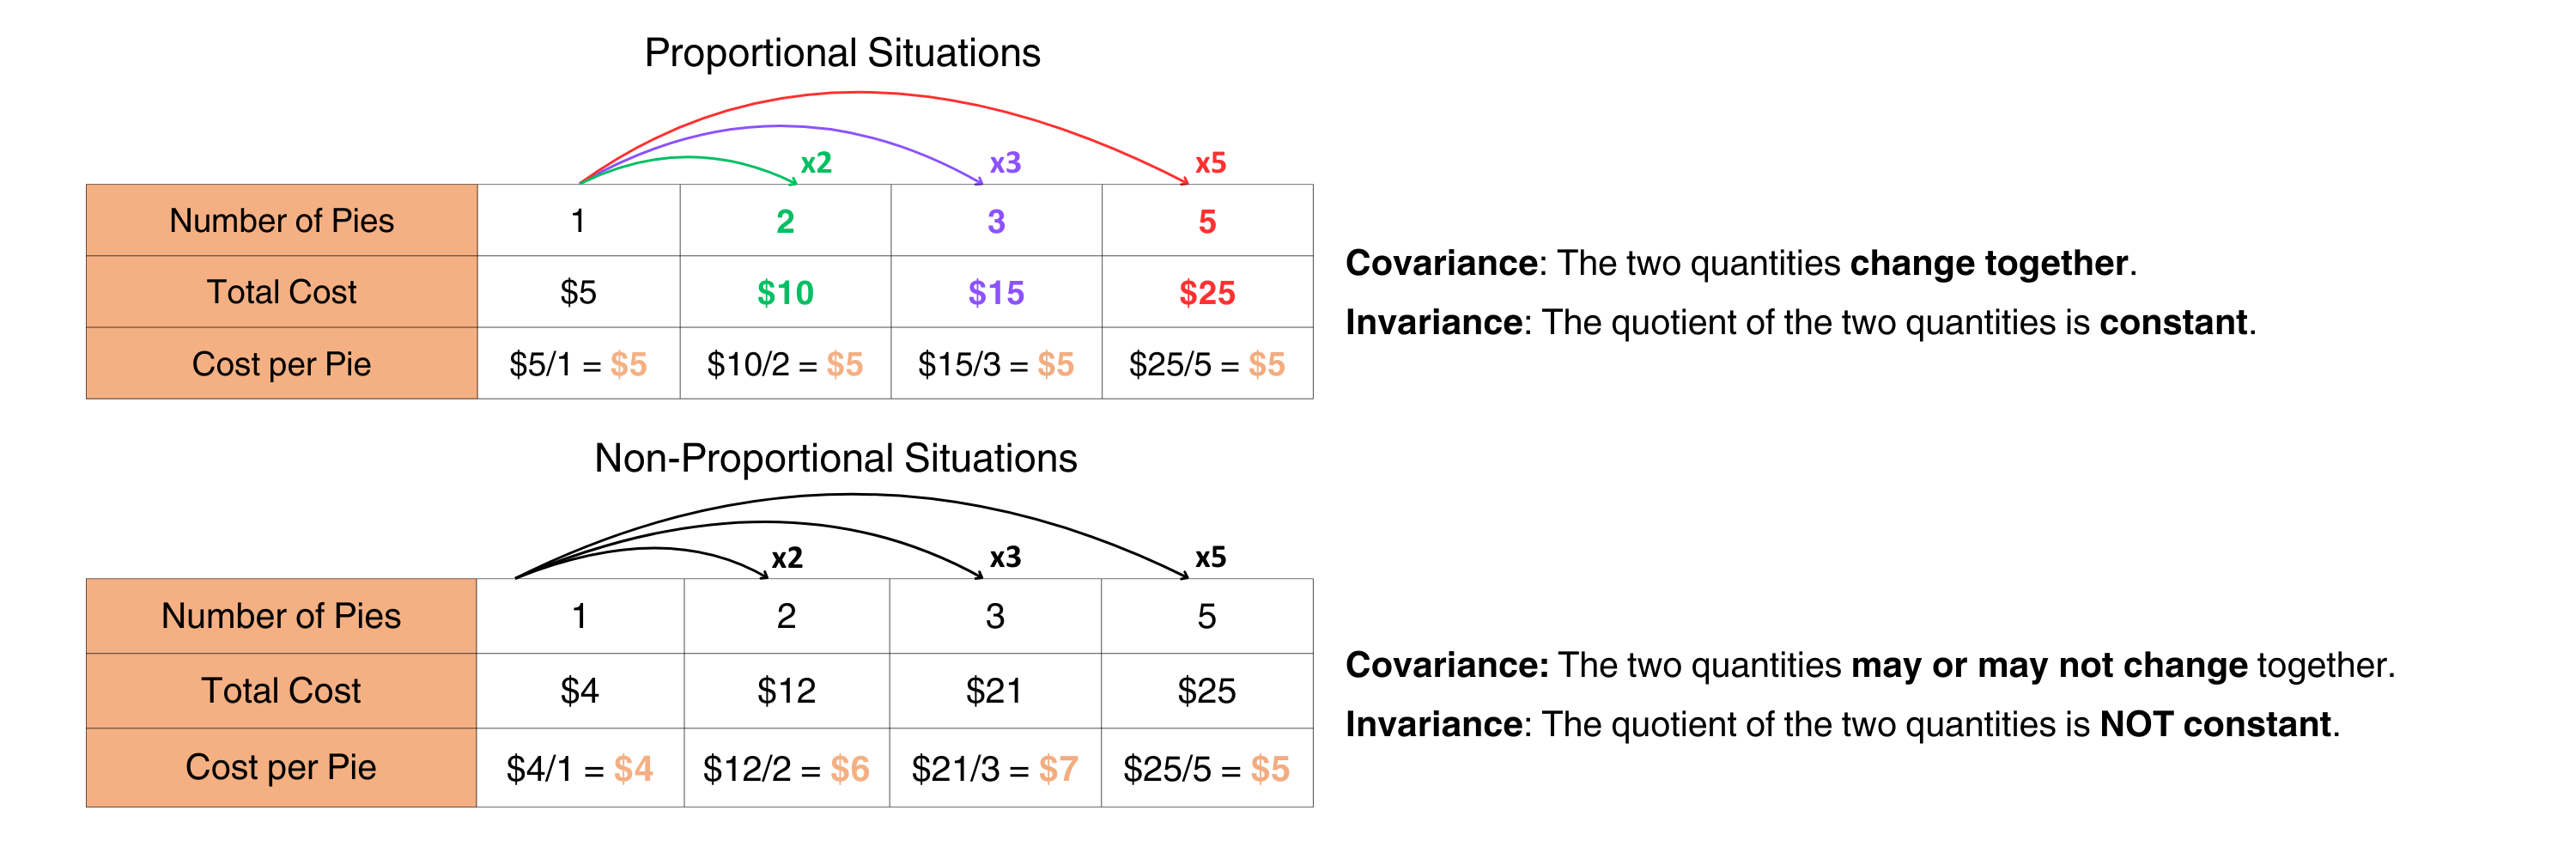 Proportional Situations
x2 x3 x5
Number of Pies 1 2 3 5
Total Cost $5 $10 $15 $25
Cost per Pie $5/1 = $5 $10/2 = $5 $15/3 = $5 $25/5 = $5
Covariance: The two quantities change together.
Invariance: The quotient of the two quantities is constant.
Non-Proportional Situations
x2 x3 x5
Number of Pies 1 2 3 5
Total Cost $4 $12 $21 $25
Cost per Pie $4/1 = $4 $12/2 = $6 $21/3 = $7 $25/5 = $5
Covariance: The two quantities may or may not change together.
Invariance: The quotient of the two quantities is NOT constant.